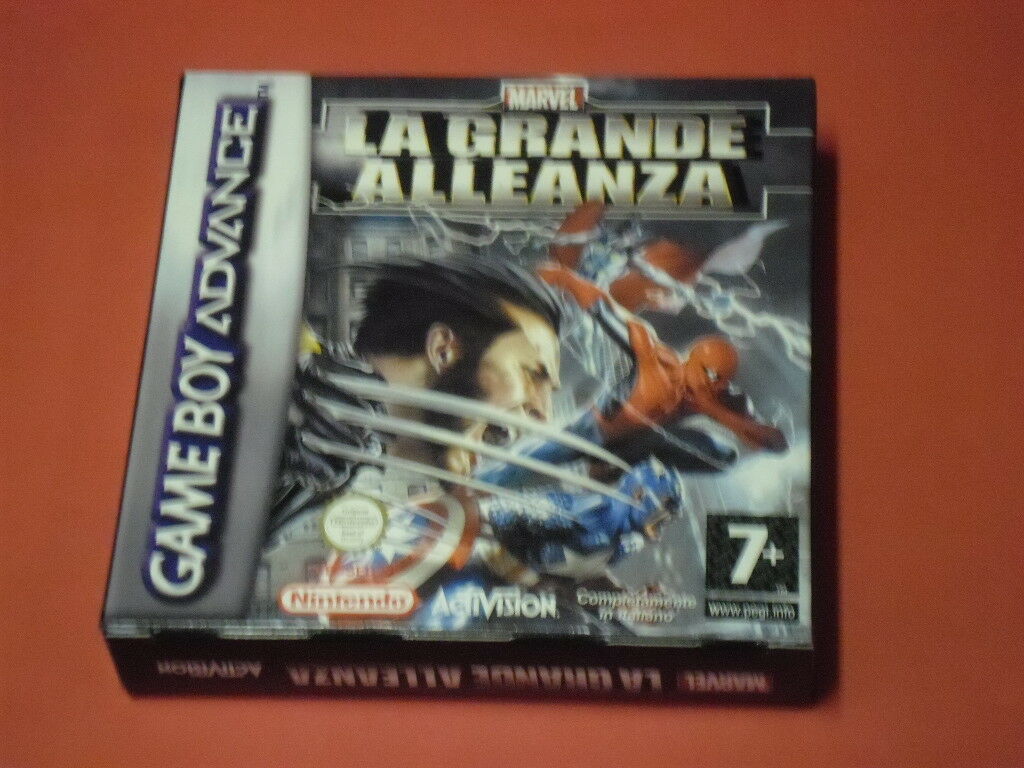 GAME BOY ADVANCE™
MARVEL
LA GRANDE
ALLEANZA
Nintendo
ACTIVISION.
Completamente
in italiano
7+
www.pegi.info
MARVEL LA GRANDE ALLEANZA ACTIVISION